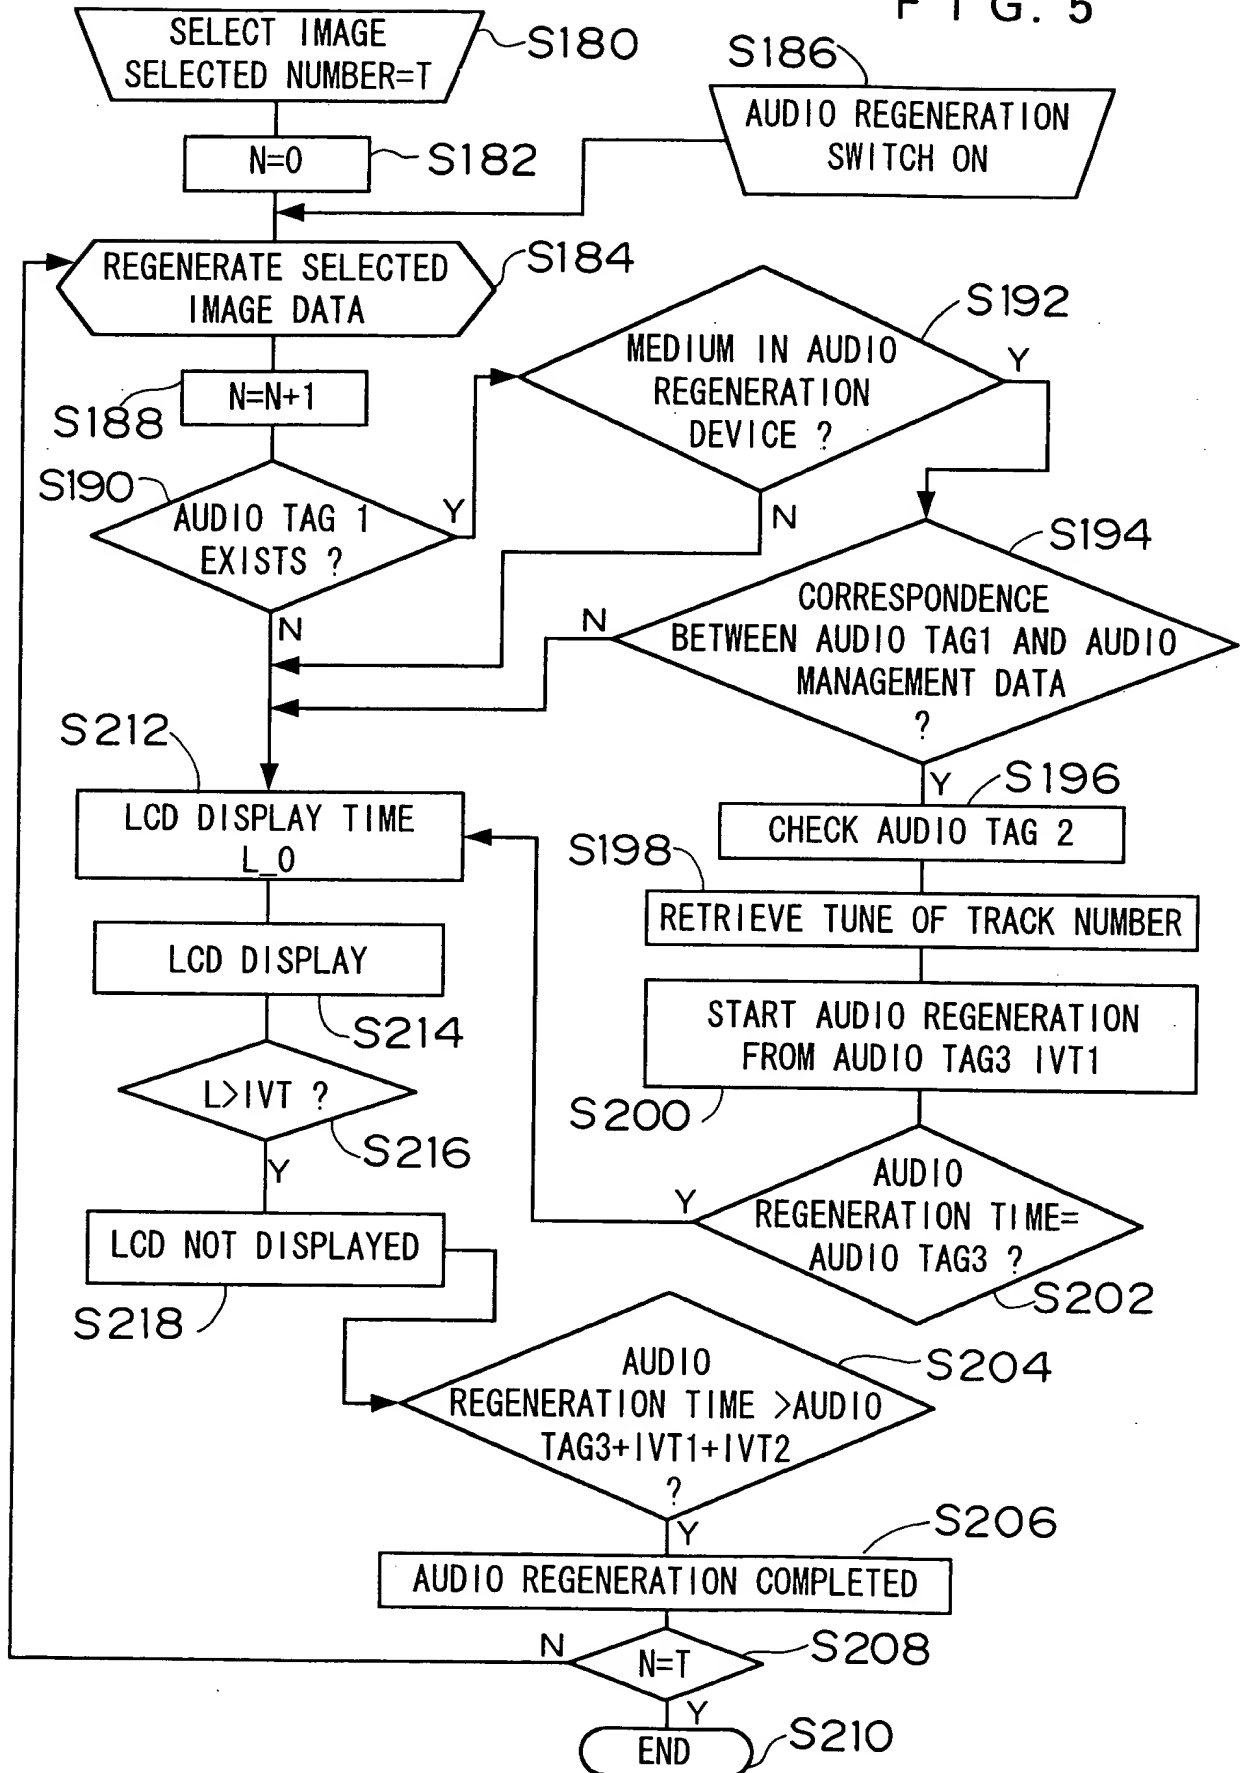 F I G. 5
SELECT IMAGE
SELECTED NUMBER=T
S180
S186
AUDIO REGENERATION
SWITCH ON
N=0
S182
REGENERATE SELECTED
IMAGE DATA
S184
S192
MEDIUM IN AUDIO
REGENERATION
DEVICE ?
Y
N
N=N+1
S188
S190
AUDIO TAG 1
EXISTS ?
Y
N
S194
CORRESPONDENCE
BETWEEN AUDIO TAG1 AND AUDIO
MANAGEMENT DATA
?
N
Y
S212
LCD DISPLAY TIME
L_0
S196
CHECK AUDIO TAG 2
S198
RETRIEVE TUNE OF TRACK NUMBER
LCD DISPLAY
S214
START AUDIO REGENERATION
FROM AUDIO TAG3 IVT1
S200
L>IVT ?
S216
Y
AUDIO
REGENERATION TIME=
AUDIO TAG3 ?
Y
S202
LCD NOT DISPLAYED
S218
S204
AUDIO
REGENERATION TIME >AUDIO
TAG3+IVT1+IVT2
?
Y
S206
AUDIO REGENERATION COMPLETED
N
N=T
S208
Y
END
S210